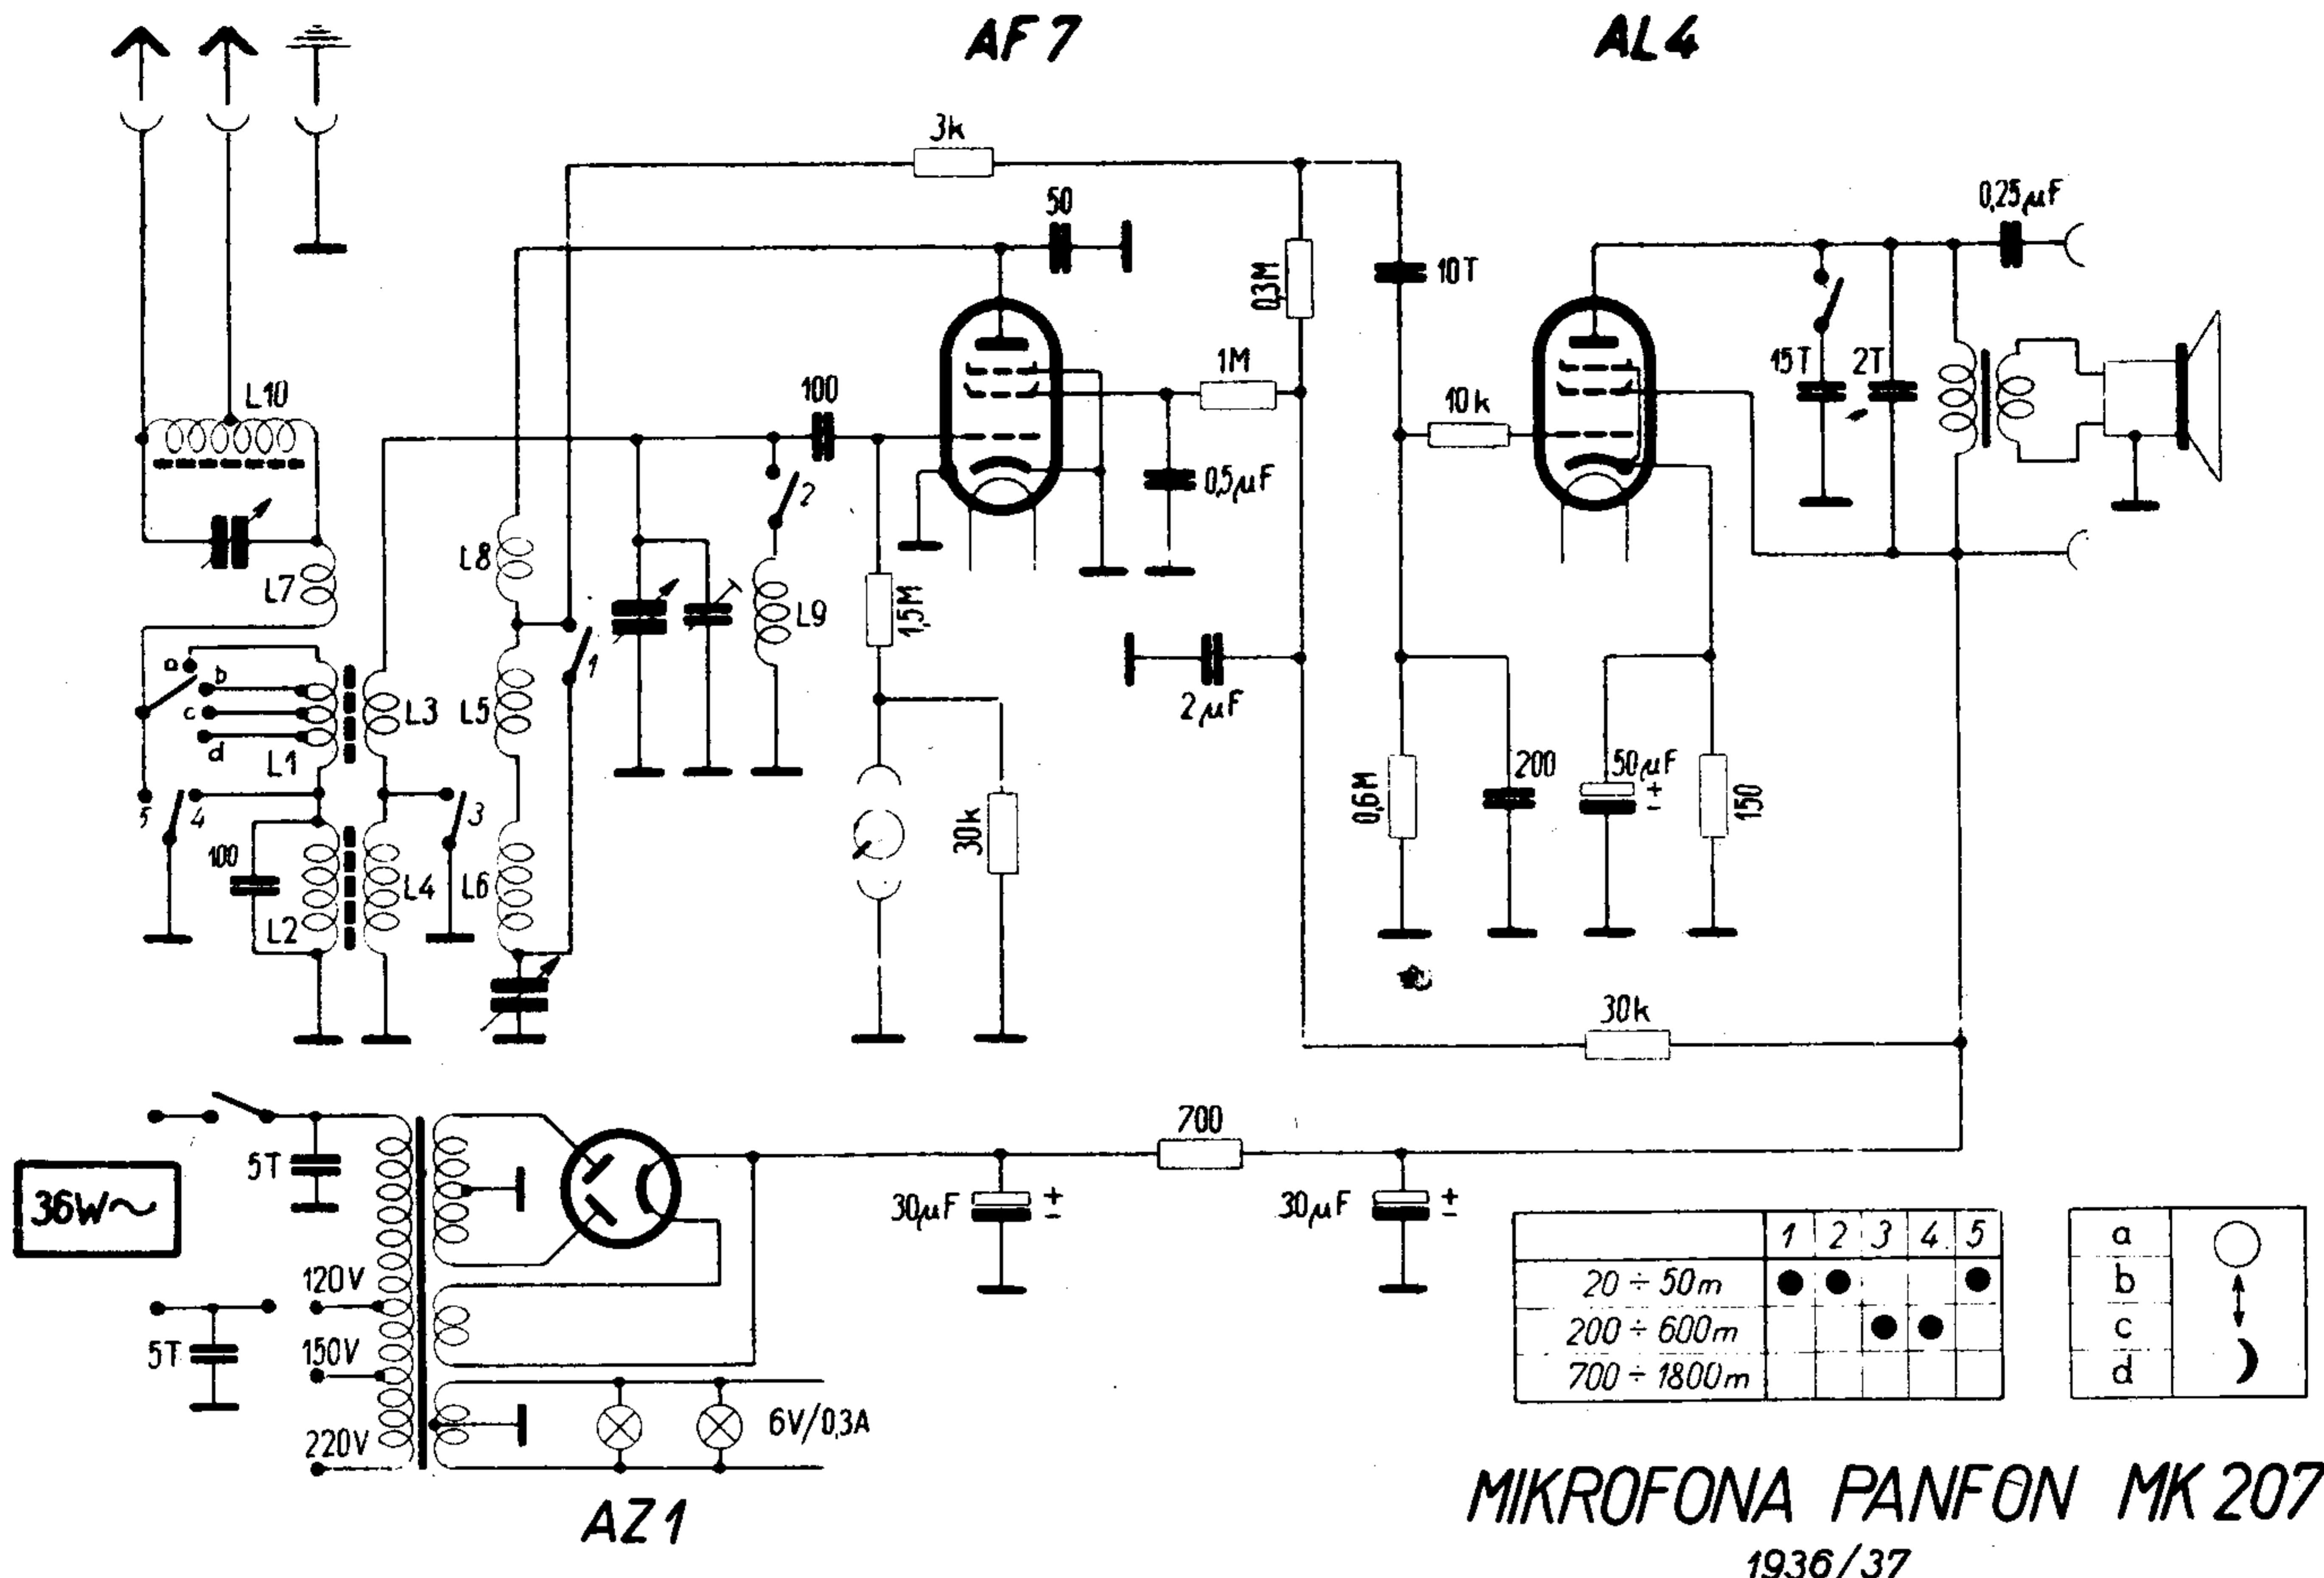 AF7
AL4
3k
50
0,25µF
0,3M
10T
L10
100
1M
15T
2T
10k
2
0,5µF
L8
L7
L9
1,5M
a
b
1
c
L3
L5
2µF
d
L1
5
4
3
200
50µF
+
-
0,6M
150
100
30k
L4
L6
L2
30k
700
5T
36W~
30µF
+
-
30µF
+
-
120V
5T
150V
220V
6V/0,3A
1 2 3 4 5
20 ÷ 50m
200 ÷ 600m
700 ÷ 1800m
a
b
c
d
AZ1
MIKROFONA PANFON MK 207
1936/37